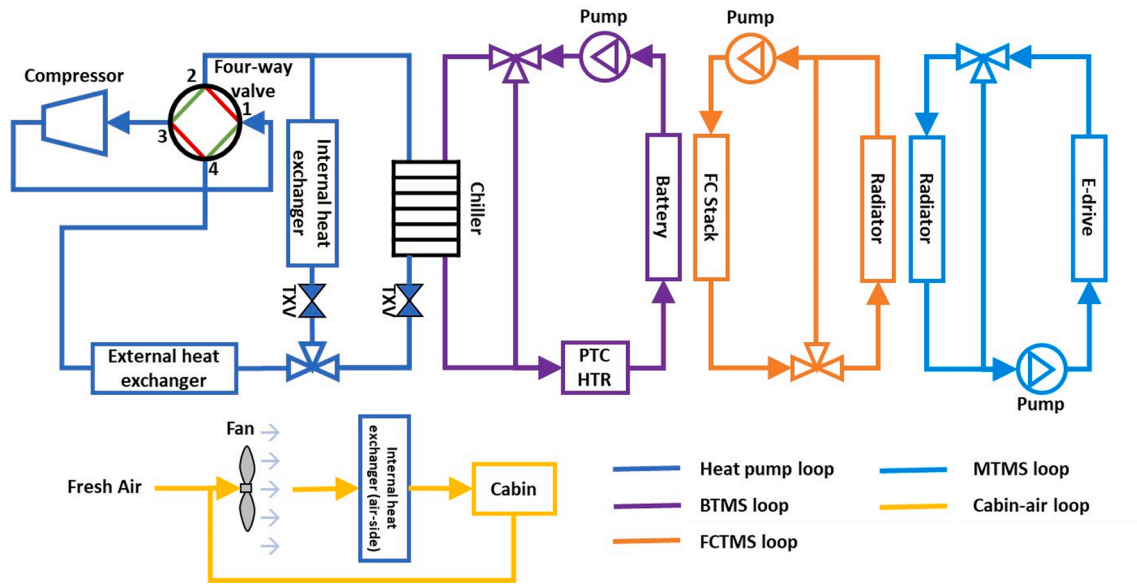 Pump
Pump
Compressor
2
Four-way
valve
1
3
4
Internal heat
exchanger
Chiller
Battery
FC Stack
Radiator
Radiator
E-drive
TXV
TXV
External heat
exchanger
PTC
HTR
Pump
Fan
Fresh Air
Internal heat
exchanger (air-side)
Cabin
Heat pump loop
MTMS loop
BTMS loop
Cabin-air loop
FCTMS loop